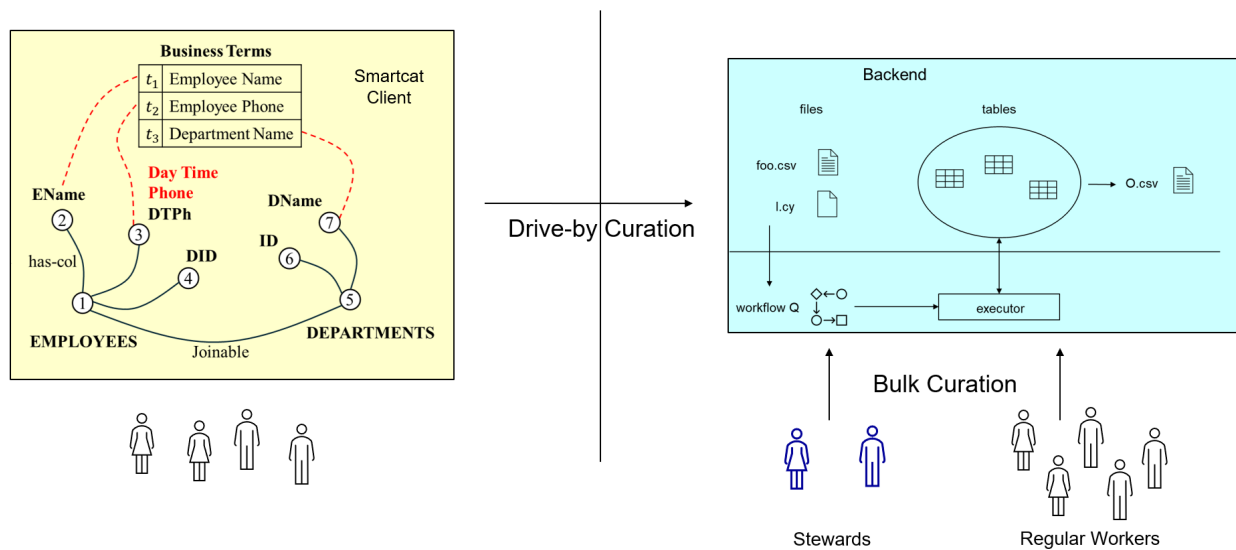 Business Terms
t1 Employee Name
t2 Employee Phone
t3 Department Name
Smartcat
Client
Day Time
Phone
EName
DTPh
DName
2
3
7
ID
6
has-col
DID
4
1
5
EMPLOYEES
DEPARTMENTS
Joinable
Drive-by Curation
Backend
files
tables
foo.csv
O.csv
I.cy
workflow Q
executor
Bulk Curation
Stewards
Regular Workers